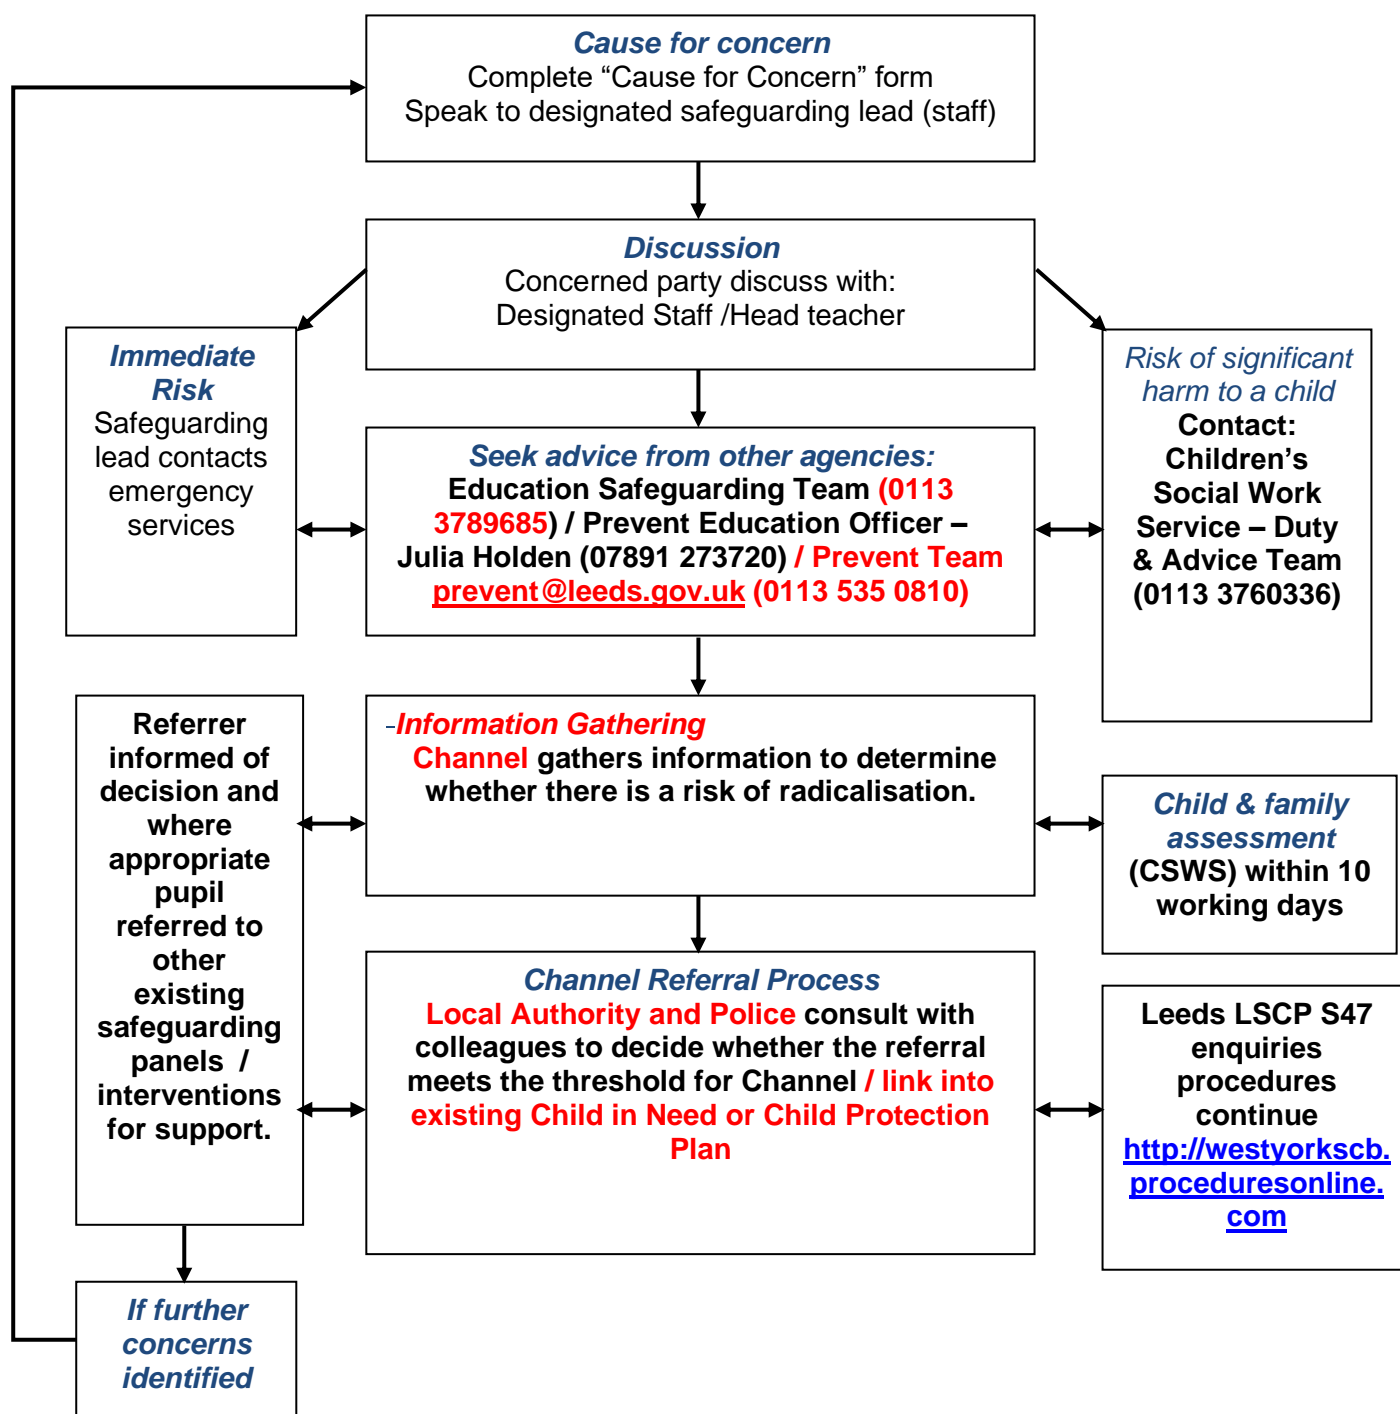 Cause for concern
Complete “Cause for Concern” form
Speak to designated safeguarding lead (staff)
Discussion
Concerned party discuss with:
Designated Staff /Head teacher
Immediate
Risk
Safeguarding
lead contacts
emergency
services
Seek advice from other agencies:
Education Safeguarding Team (0113
3789685) / Prevent Education Officer –
Julia Holden (07891 273720) / Prevent Team
prevent@leeds.gov.uk (0113 535 0810)
Risk of significant
harm to a child
Contact:
Children’s
Social Work
Service – Duty
& Advice Team
(0113 3760336)
Referrer
informed of
decision and
where
appropriate
pupil
referred to
other
existing
safeguarding
panels /
interventions
for support.
-Information Gathering
Channel gathers information to determine
whether there is a risk of radicalisation.
Child & family
assessment
(CSWS) within 10
working days
Channel Referral Process
Local Authority and Police consult with
colleagues to decide whether the referral
meets the threshold for Channel / link into
existing Child in Need or Child Protection
Plan
Leeds LSCP S47
enquiries
procedures
continue
http://westyorkscb.
proceduresonline.
com
If further
concerns
identified